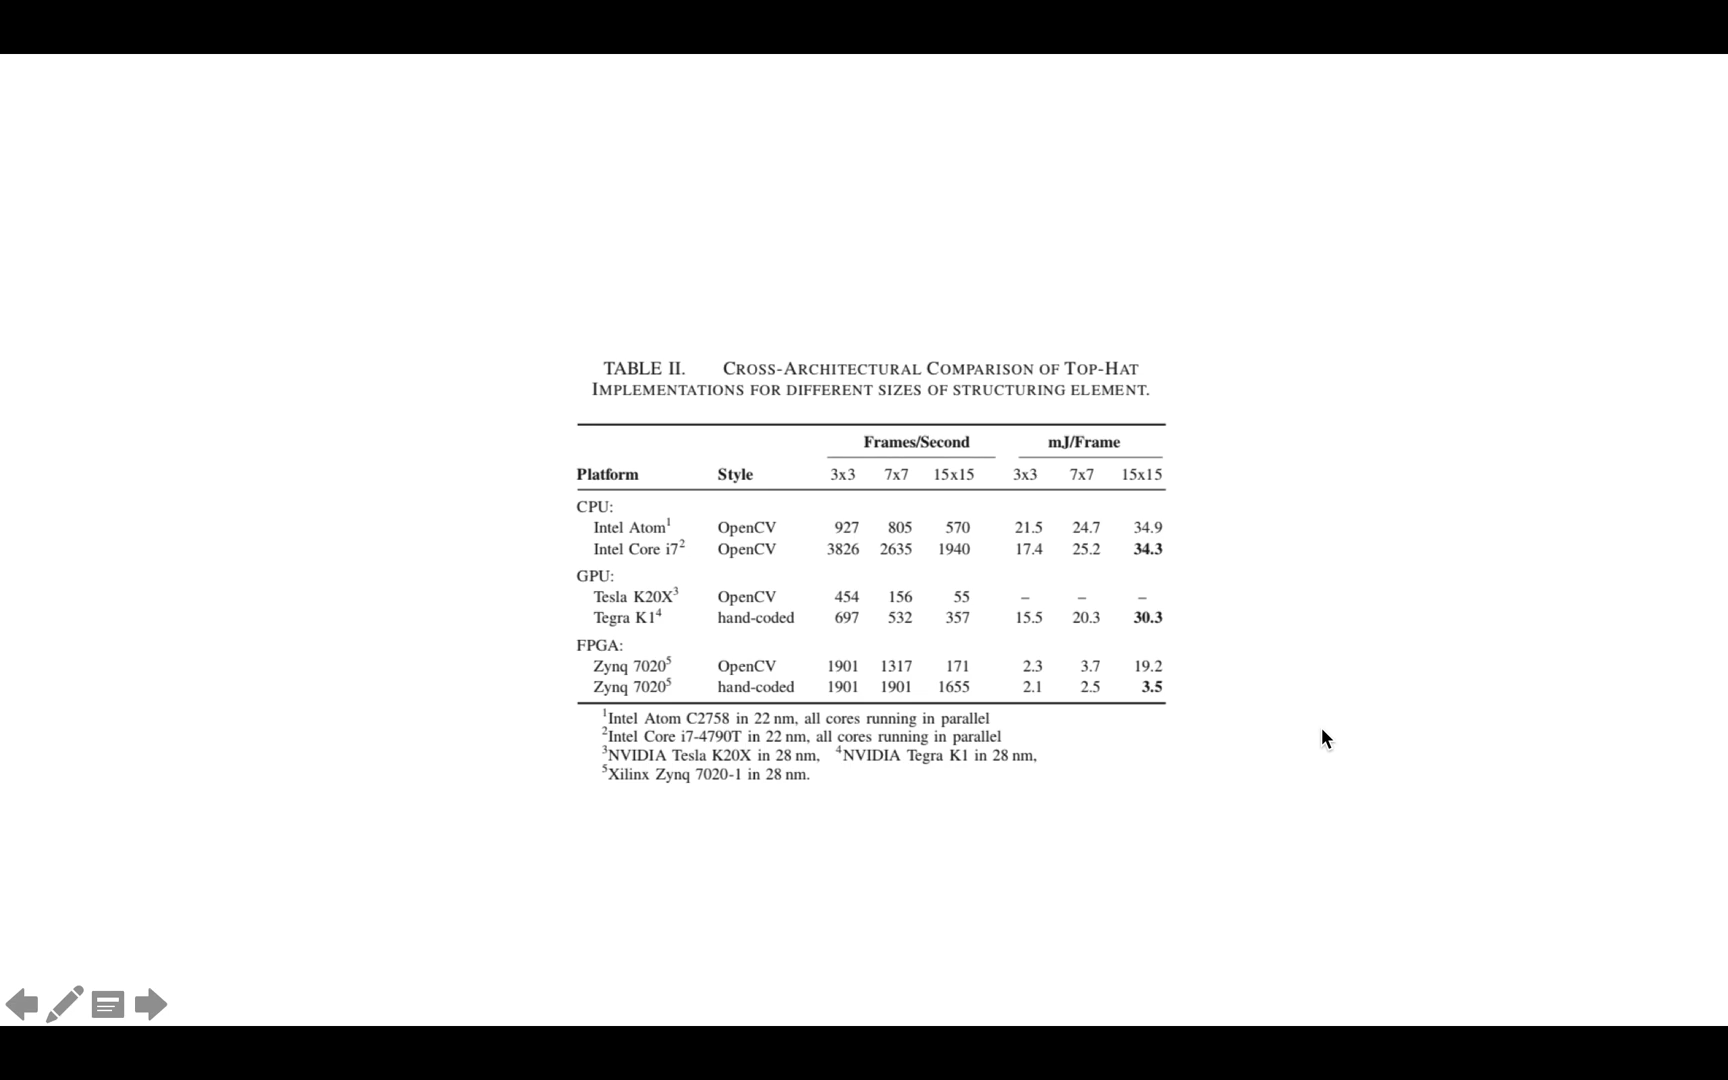 TABLE II. CROSS-ARCHITECTURAL COMPARISON OF TOP-HAT
IMPLEMENTATIONS FOR DIFFERENT SIZES OF STRUCTURING ELEMENT.
Frames/Second mJ/Frame
Platform Style 3x3 7x7 15x15 3x3 7x7 15x15
CPU:
Intel Atom¹ OpenCV 927 805 570 21.5 24.7 34.9
Intel Core i7² OpenCV 3826 2635 1940 17.4 25.2 34.3
GPU:
Tesla K20X³ OpenCV 454 156 55 – – –
Tegra K1⁴ hand-coded 697 532 357 15.5 20.3 30.3
FPGA:
Zynq 7020⁵ OpenCV 1901 1317 171 2.3 3.7 19.2
Zynq 7020⁵ hand-coded 1901 1901 1655 2.1 2.5 3.5
¹Intel Atom C2758 in 22 nm, all cores running in parallel
²Intel Core i7-4790T in 22 nm, all cores running in parallel
³NVIDIA Tesla K20X in 28 nm, ⁴NVIDIA Tegra K1 in 28 nm,
⁵Xilinx Zynq 7020-1 in 28 nm.